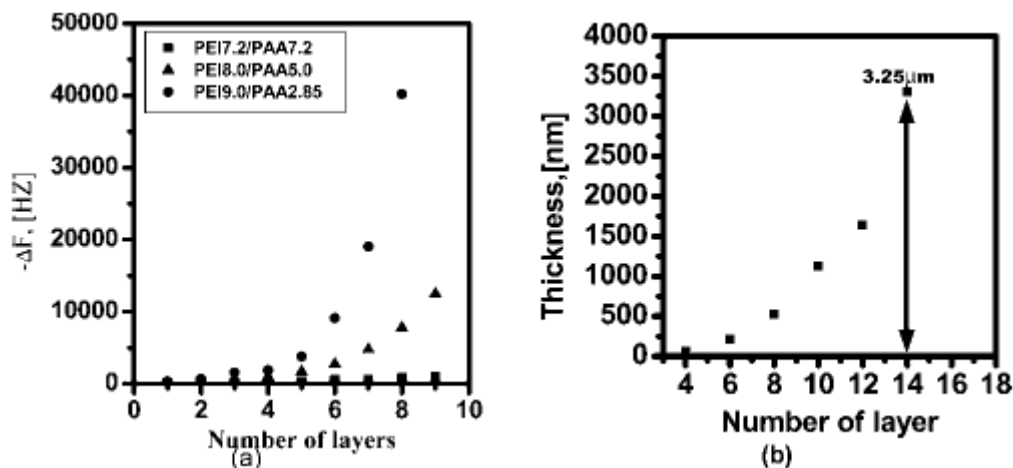 (a)
50000
40000
30000
20000
10000
0
-ΔF, [HZ]
PEI7.2/PAA7.2
PEI8.0/PAA5.0
PEI9.0/PAA2.85
0 2 4 6 8 10
Number of layers
(a)
4000
3500
3000
2500
2000
1500
1000
500
0
Thickness,[nm]
3.25µm
4 6 8 10 12 14 16 18
Number of layer
(b)